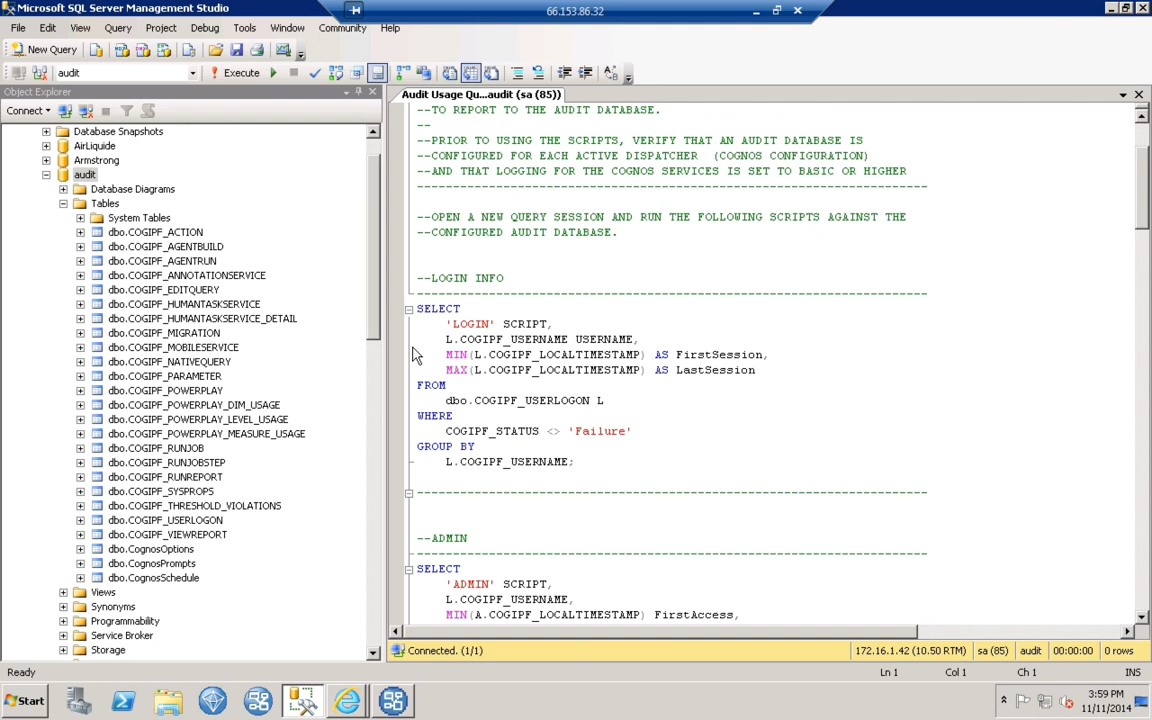 Microsoft SQL Server Management Studio
66.153.86.32
File Edit View Query Project Debug Tools Window Community Help
New Query
audit
Execute
Object Explorer
Connect
Database Snapshots
AirLiquide
Armstrong
audit
Database Diagrams
Tables
System Tables
dbo.COGIPF_ACTION
dbo.COGIPF_AGENTBUILD
dbo.COGIPF_AGENTRUN
dbo.COGIPF_ANNOTATIONSERVICE
dbo.COGIPF_EDITQUERY
dbo.COGIPF_HUMANTASKSERVICE
dbo.COGIPF_HUMANTASKSERVICE_DETAIL
dbo.COGIPF_MIGRATION
dbo.COGIPF_MOBILESERVICE
dbo.COGIPF_NATIVEQUERY
dbo.COGIPF_PARAMETER
dbo.COGIPF_POWERPLAY
dbo.COGIPF_POWERPLAY_DIM_USAGE
dbo.COGIPF_POWERPLAY_LEVEL_USAGE
dbo.COGIPF_POWERPLAY_MEASURE_USAGE
dbo.COGIPF_RUNJOB
dbo.COGIPF_RUNJOBSTEP
dbo.COGIPF_RUNREPORT
dbo.COGIPF_SYSPROPS
dbo.COGIPF_THRESHOLD_VIOLATIONS
dbo.COGIPF_USERLOGON
dbo.COGIPF_VIEWREPORT
dbo.CognosOptions
dbo.CognosPrompts
dbo.CognosSchedule
Views
Synonyms
Programmability
Service Broker
Storage
Audit Usage Qu...audit (sa (85))
--TO REPORT TO THE AUDIT DATABASE.
--
--PRIOR TO USING THE SCRIPTS, VERIFY THAT AN AUDIT DATABASE IS
--CONFIGURED FOR EACH ACTIVE DISPATCHER (COGNOS CONFIGURATION)
--AND THAT LOGGING FOR THE COGNOS SERVICES IS SET TO BASIC OR HIGHER
-----------------------------------------------------------------------
--OPEN A NEW QUERY SESSION AND RUN THE FOLLOWING SCRIPTS AGAINST THE
--CONFIGURED AUDIT DATABASE.
--LOGIN INFO
-----------------------------------------------------------------------
SELECT
'LOGIN' SCRIPT,
L.COGIPF_USERNAME USERNAME,
MIN(L.COGIPF_LOCALTIMESTAMP) AS FirstSession,
MAX(L.COGIPF_LOCALTIMESTAMP) AS LastSession
FROM
dbo.COGIPF_USERLOGON L
WHERE
COGIPF_STATUS <> 'Failure'
GROUP BY
L.COGIPF_USERNAME;
-----------------------------------------------------------------------
--ADMIN
-----------------------------------------------------------------------
SELECT
'ADMIN' SCRIPT,
L.COGIPF_USERNAME,
MIN(A.COGIPF_LOCALTIMESTAMP) FirstAccess,
Connected. (1/1)
172.16.1.42 (10.50 RTM) sa (85) audit 00:00:00 0 rows
Ready
Ln 1 Col 1 Ch 1 INS
Start
3:59 PM
11/11/2014